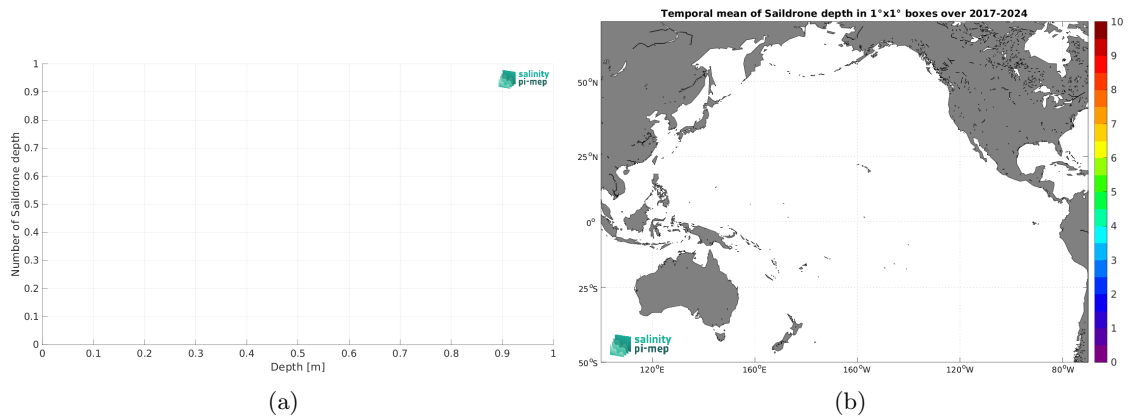 Temporal mean of Saildrone depth in 1°x1° boxes over 2017-2024
salinity
pi-mep
Number of Saildrone depth
1
0.9
0.8
0.7
0.6
0.5
0.4
0.3
0.2
0.1
0
0 0.1 0.2 0.3 0.4 0.5 0.6 0.7 0.8 0.9 1
Depth [m]
(a)
50°N
25°N
0°
25°S
50°S
salinity
pi-mep
120°E 160°E 160°W 120°W 80°W
10
9
8
7
6
5
4
3
2
1
0
(b)